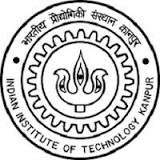 भारतीय प्रौद्योगिकी संस्थान कानपुर
INDIAN INSTITUTE OF TECHNOLOGY KANPUR